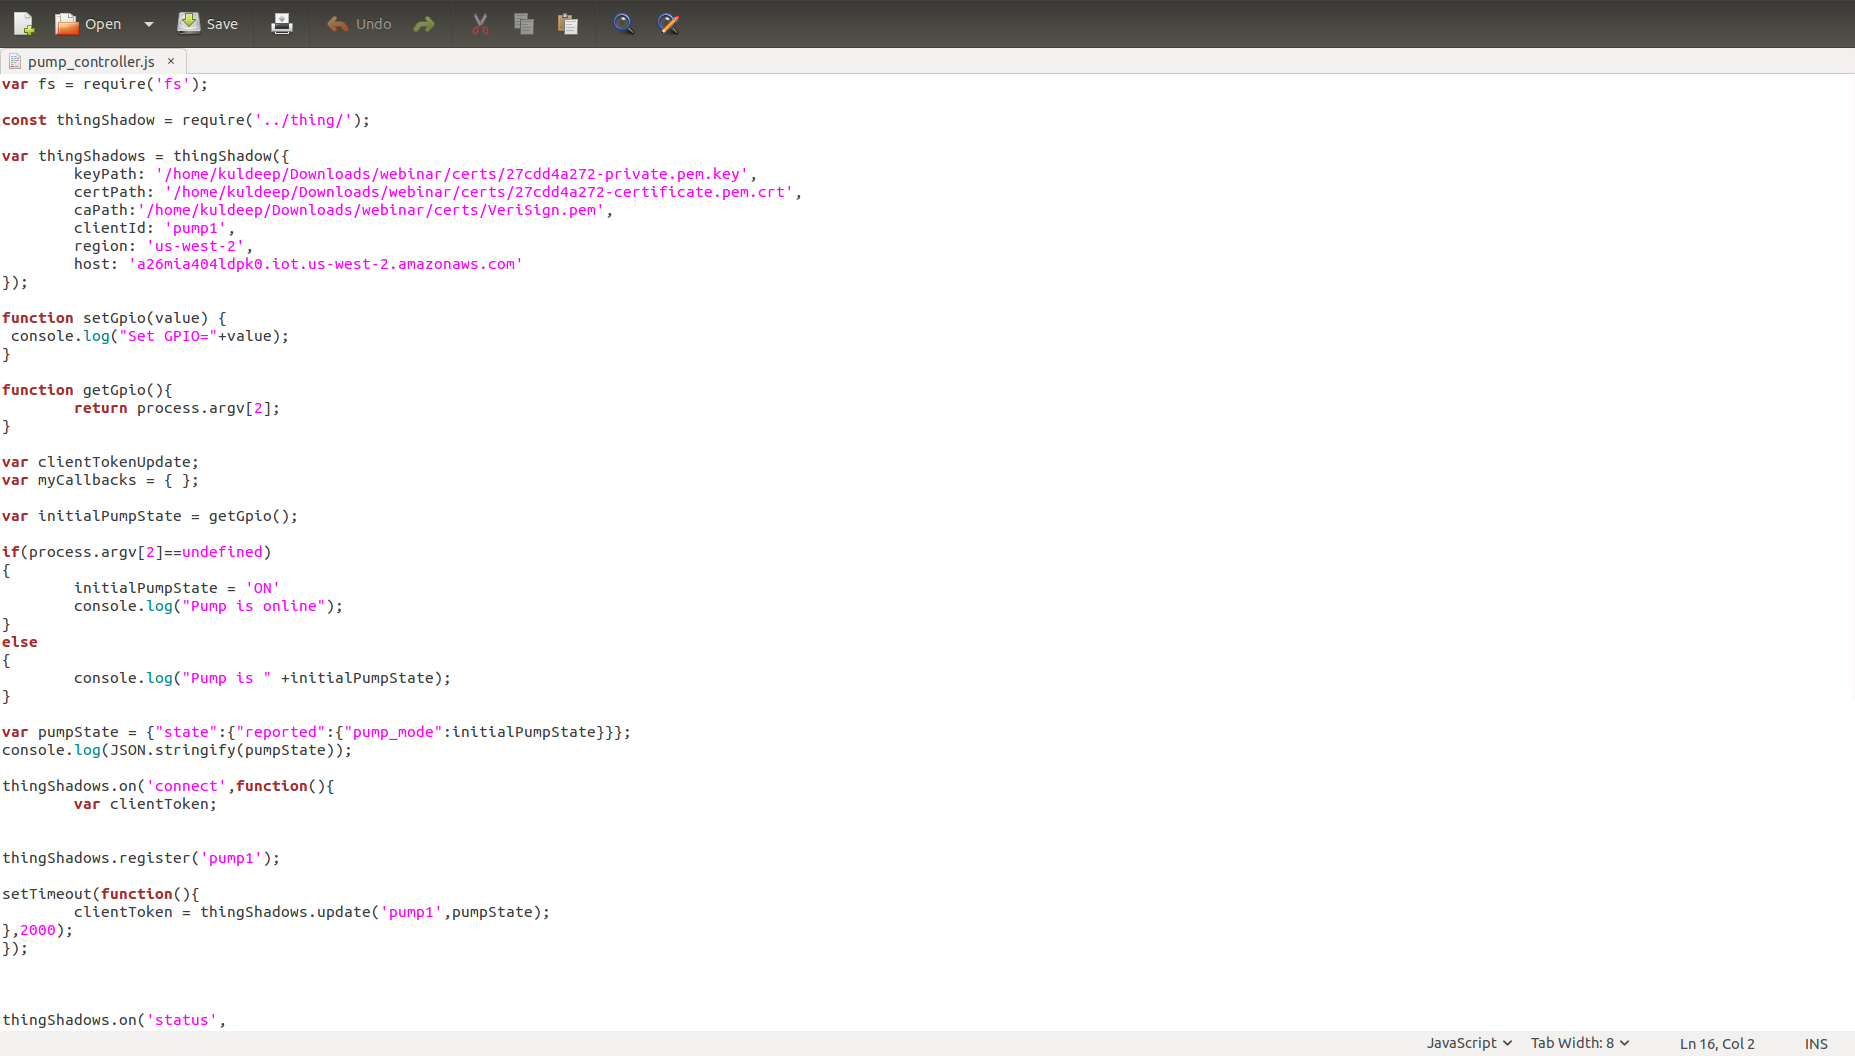 Open Save Undo
pump_controller.js ×
var fs = require('fs');
const thingShadow = require('../thing/');
var thingShadows = thingShadow({
        keyPath: '/home/kuldeep/Downloads/webinar/certs/27cdd4a272-private.pem.key',
        certPath: '/home/kuldeep/Downloads/webinar/certs/27cdd4a272-certificate.pem.crt',
        caPath:'/home/kuldeep/Downloads/webinar/certs/VeriSign.pem',
        clientId: 'pump1',
        region: 'us-west-2',
        host: 'a26mia404ldpk0.iot.us-west-2.amazonaws.com'
});
function setGpio(value) {
 console.log("Set GPIO="+value);
}
function getGpio(){
        return process.argv[2];
}
var clientTokenUpdate;
var myCallbacks = { };
var initialPumpState = getGpio();
if(process.argv[2]==undefined)
{
        initialPumpState = 'ON'
        console.log("Pump is online");
}
else
{
        console.log("Pump is " +initialPumpState);
}
var pumpState = {"state":{"reported":{"pump_mode":initialPumpState}}};
console.log(JSON.stringify(pumpState));
thingShadows.on('connect',function(){
        var clientToken;
thingShadows.register('pump1');
setTimeout(function(){
        clientToken = thingShadows.update('pump1',pumpState);
},2000);
});
thingShadows.on('status',
JavaScript Tab Width: 8 Ln 16, Col 2 INS